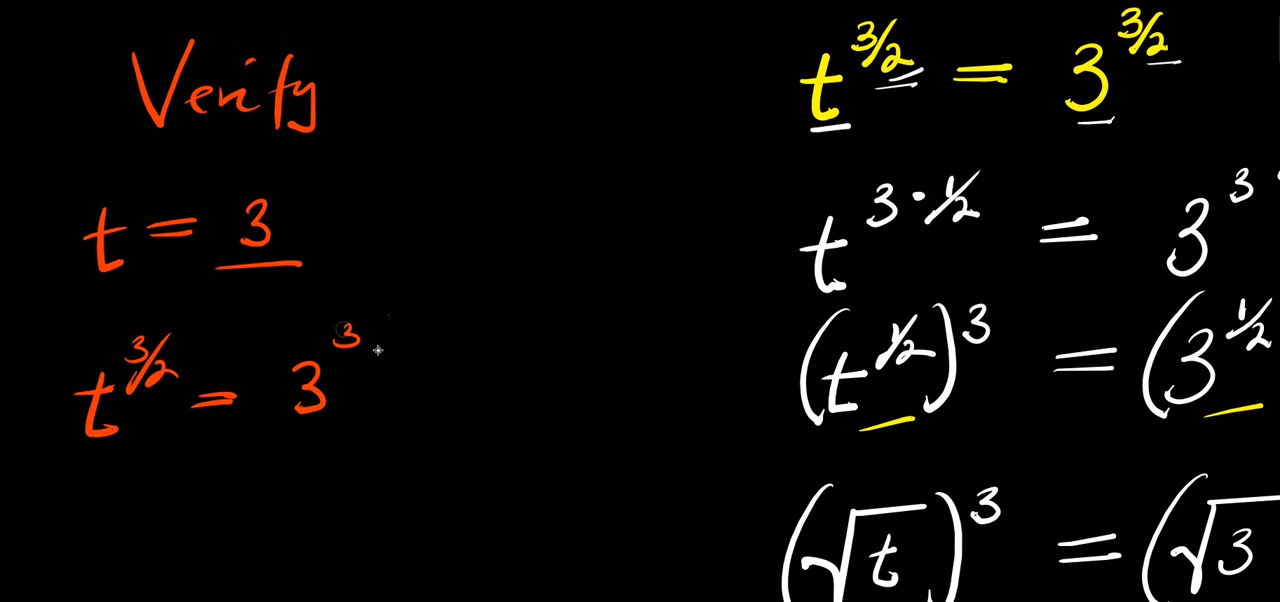 Verify
t = 3
t^{3/2} = 3^3
t^{3/2} = 3^{3/2}
t^{3·1/2} = 3^3
(t^{1/2})^3 = (3^{1/2}
(√t)^3 = (√3